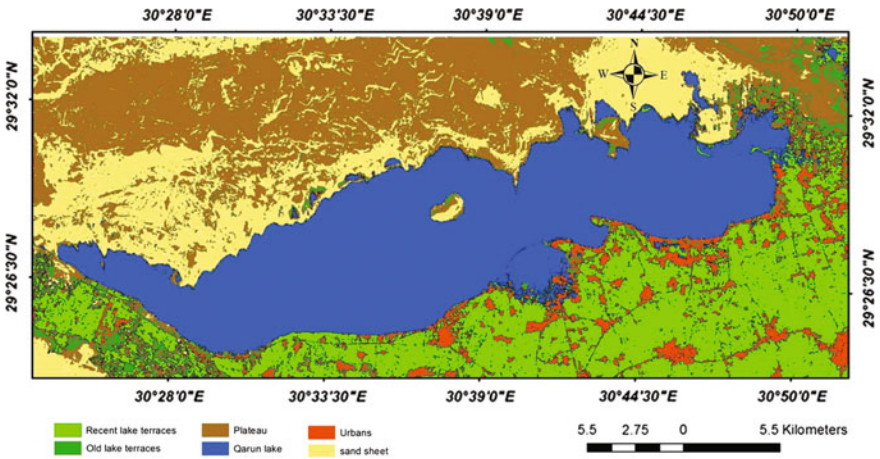 30°28'0"E 30°33'30"E 30°39'0"E 30°44'30"E 30°50'0"E
N
W E
S
29°32'0"N 29°32'0"N
29°26'30"N 29°26'30"N
30°28'0"E 30°33'30"E 30°39'0"E 30°44'30"E 30°50'0"E
Recent lake terraces Plateau Urbans
Old lake terraces Qarun lake sand sheet
5.5 2.75 0 5.5 Kilometers